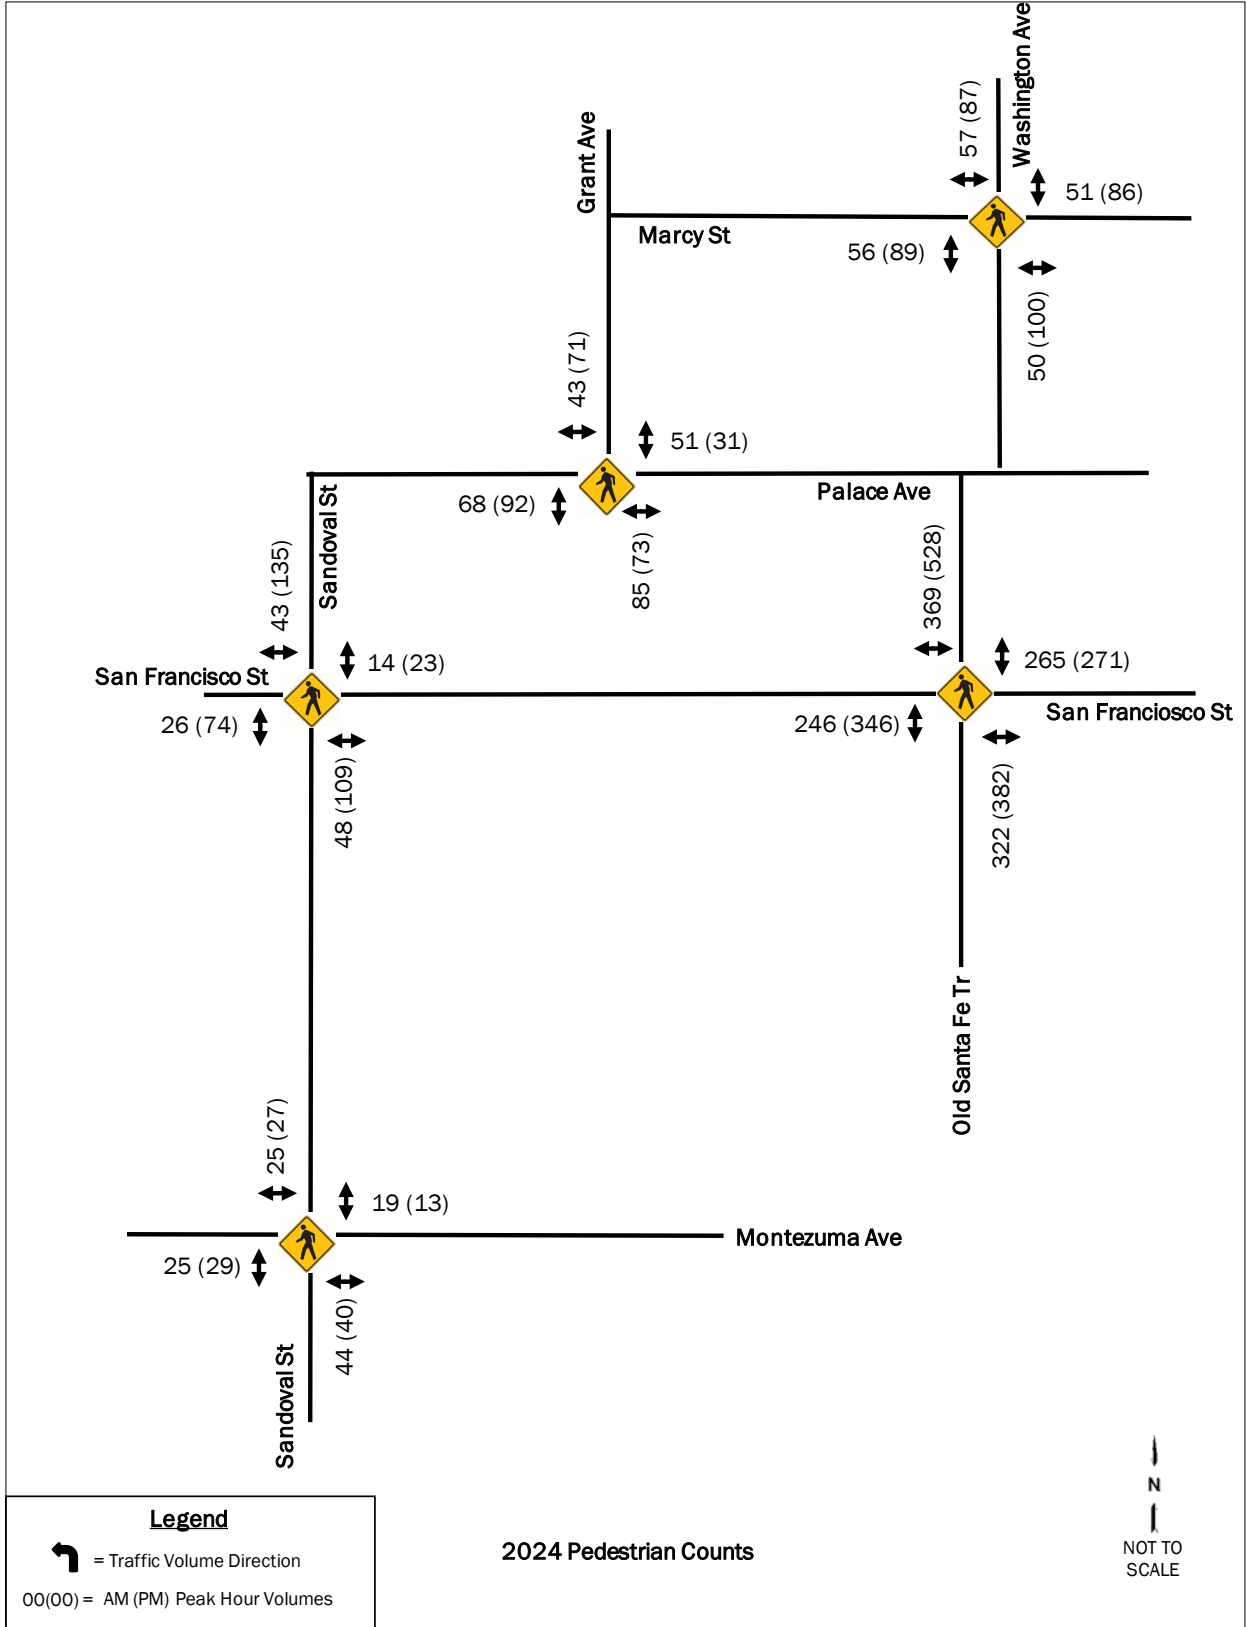 Washington Ave
57 (87)
Grant Ave
51 (86)
Marcy St
56 (89)
50 (100)
43 (71)
51 (31)
Palace Ave
68 (92)
Sandoval St
85 (73)
369 (528)
43 (135)
14 (23)
265 (271)
San Francisco St
San Franciosco St
26 (74)
246 (346)
48 (109)
322 (382)
Old Santa Fe Tr
25 (27)
19 (13)
Montezuma Ave
25 (29)
44 (40)
Sandoval St
N
NOT TO
SCALE
Legend
= Traffic Volume Direction
00(00) = AM (PM) Peak Hour Volumes
2024 Pedestrian Counts